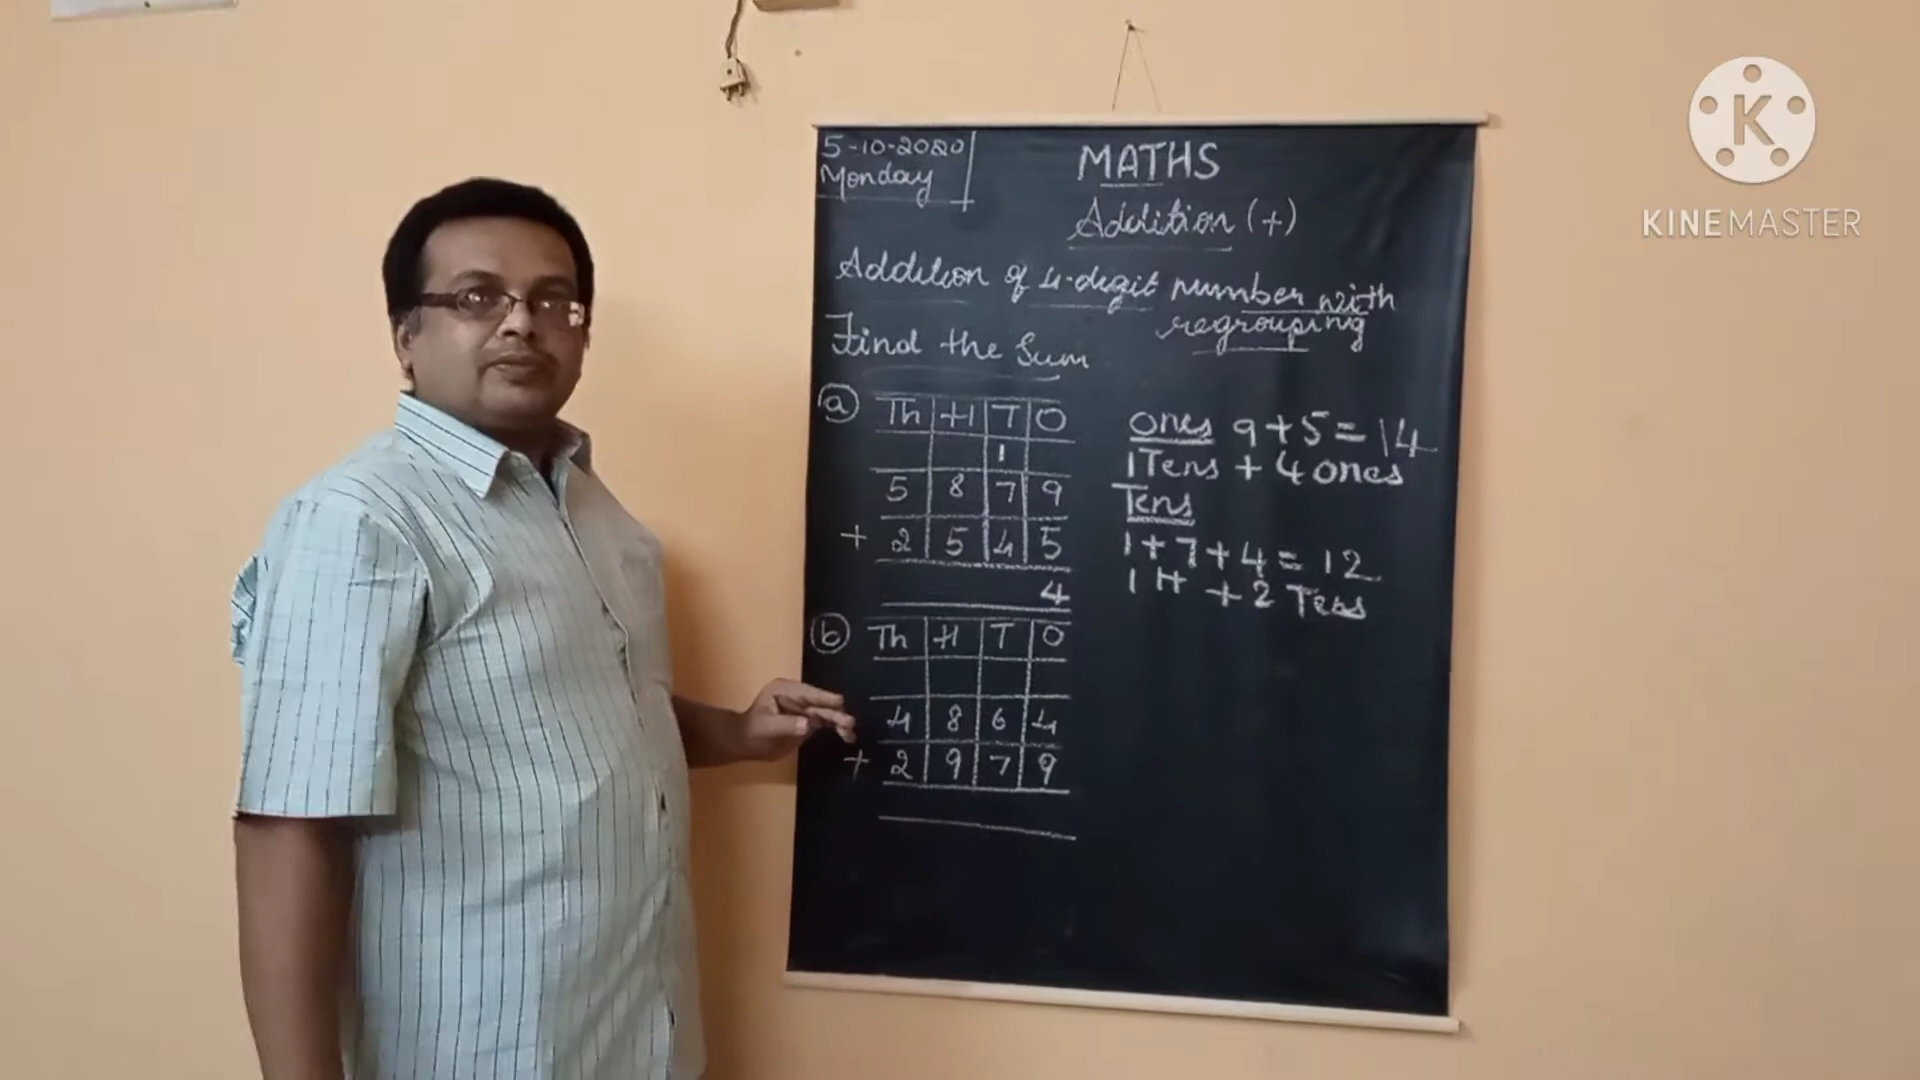 5-10-2020
Monday
MATHS
Addition (+)
Addition of 4-digit number with
regrouping
Find the Sum
a Th H T O
1
5 8 7 9
+ 2 5 4 5
4
ones 9+5=14
1Tens + 4 ones
Tens
1+7+4=12
1 H + 2 Tens
b Th H T O
4 8 6 4
+ 2 9 7 9
K
KINEMASTER